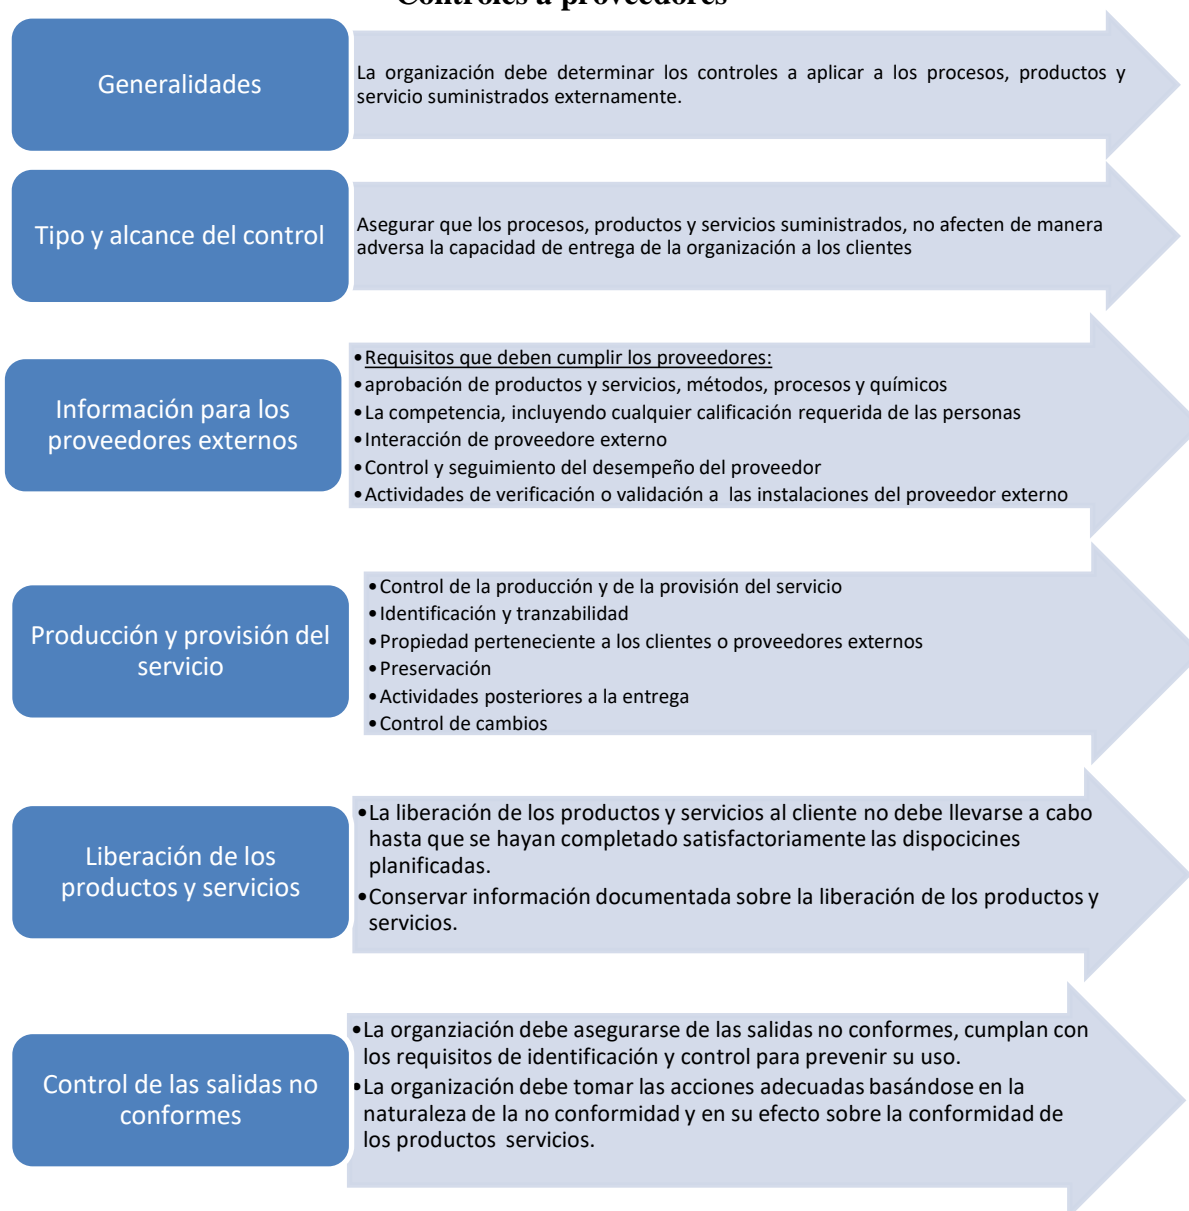 Controles a proveedores
Generalidades
La organización debe determinar los controles a aplicar a los procesos, productos y
servicio suministrados externamente.
Tipo y alcance del control
Asegurar que los procesos, productos y servicios suministrados, no afecten de manera
adversa la capacidad de entrega de la organización a los clientes
Información para los
proveedores externos
•Requisitos que deben cumplir los proveedores:
•aprobación de productos y servicios, métodos, procesos y químicos
•La competencia, incluyendo cualquier calificación requerida de las personas
•Interacción de proveedore externo
•Control y seguimiento del desempeño del proveedor
•Actividades de verificación o validación a las instalaciones del proveedor externo
Producción y provisión del
servicio
•Control de la producción y de la provisión del servicio
•Identificación y tranzabilidad
•Propiedad perteneciente a los clientes o proveedores externos
•Preservación
•Actividades posteriores a la entrega
•Control de cambios
Liberación de los
productos y servicios
•La liberación de los productos y servicios al cliente no debe llevarse a cabo
hasta que se hayan completado satisfactoriamente las dispocicines
planificadas.
•Conservar información documentada sobre la liberación de los productos y
servicios.
Control de las salidas no
conformes
•La organziación debe asegurarse de las salidas no conformes, cumplan con
los requisitos de identificación y control para prevenir su uso.
•La organización debe tomar las acciones adecuadas basándose en la
naturaleza de la no conformidad y en su efecto sobre la conformidad de
los productos servicios.